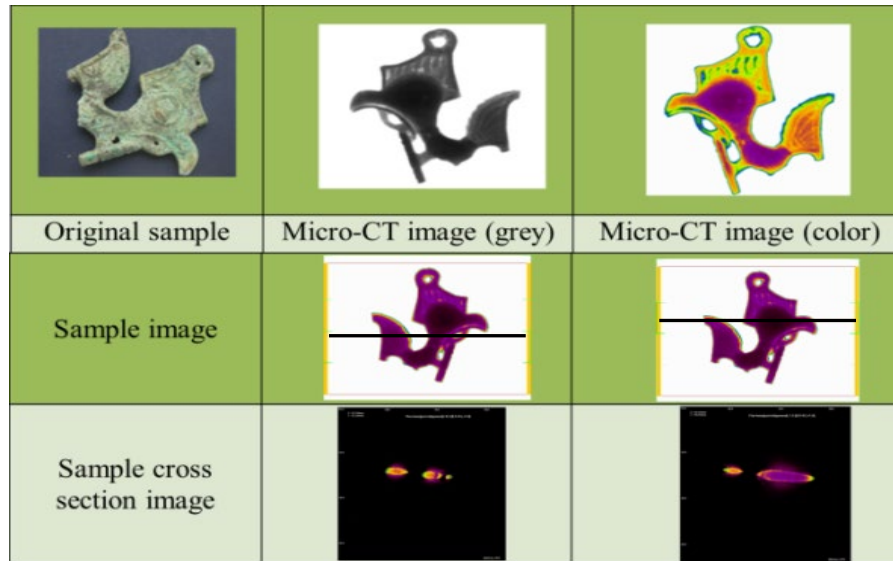 Original sample
Micro-CT image (grey)
Micro-CT image (color)
Sample image
Sample cross
section image